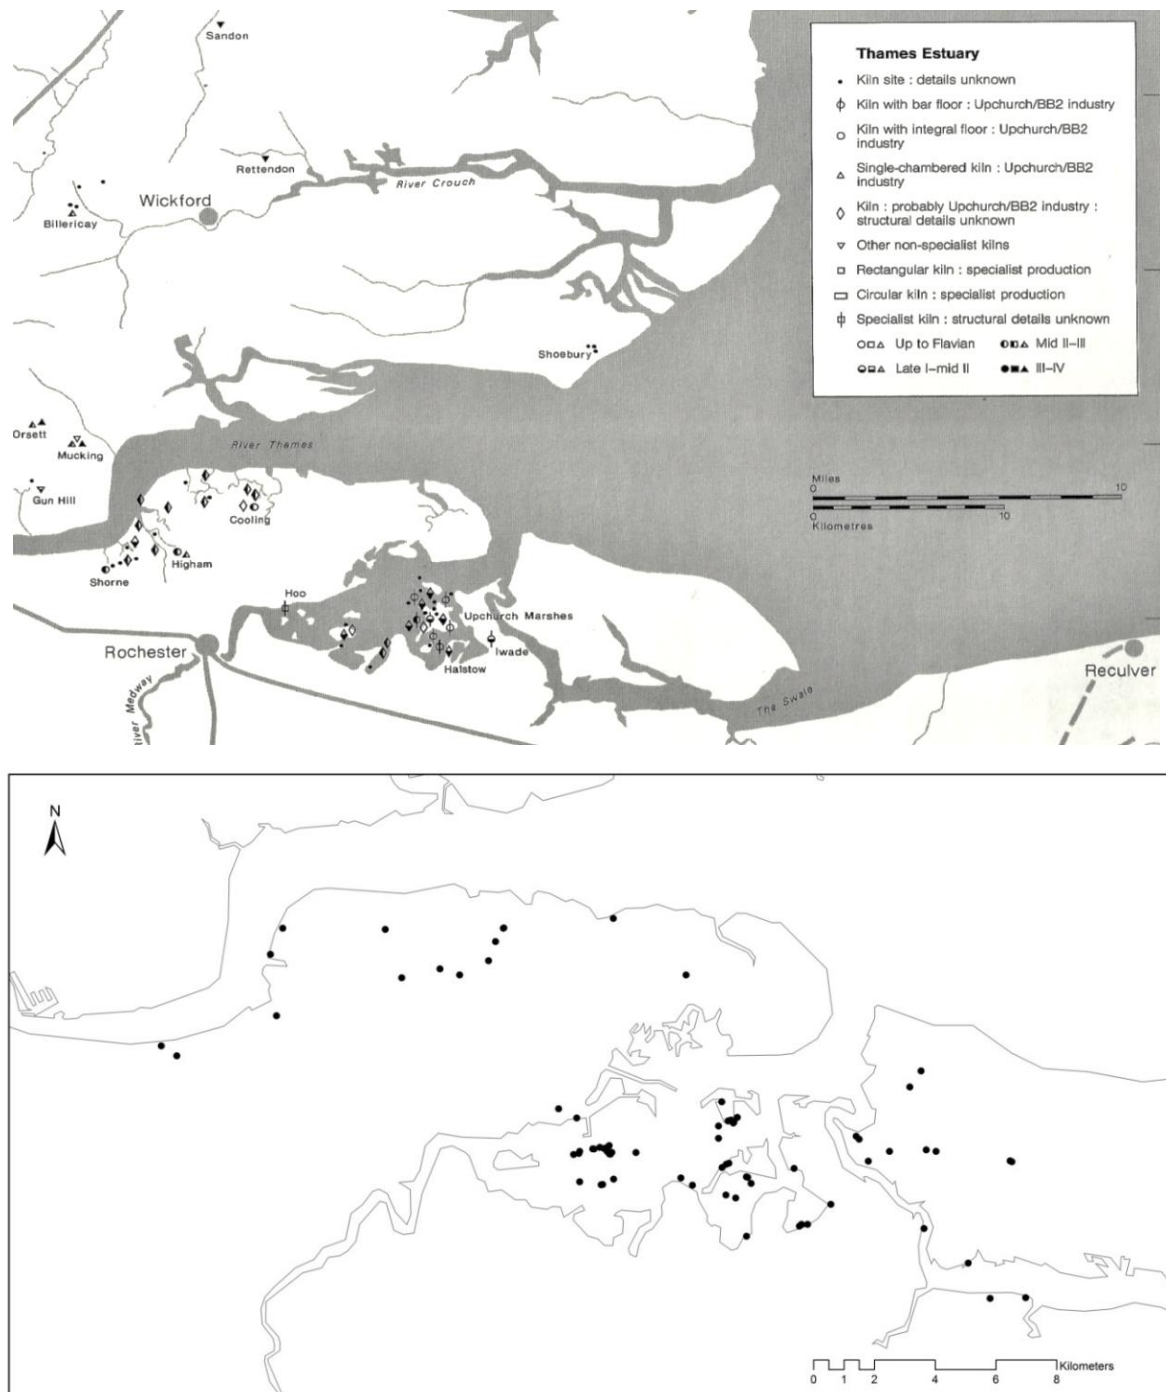 Sandon
Rettendon
River Crouch
Wickford
Billericay
Shoebury
Orsett
Mucking
River Thames
Gun Hill
Cooling
Higham
Shorne
Hoo
Upchurch Marshes
Iwade
Halstow
Rochester
River Medway
The Swale
Reculver
Thames Estuary
Kiln site : details unknown
Kiln with bar floor : Upchurch/BB2 industry
Kiln with integral floor : Upchurch/BB2
industry
Single-chambered kiln : Upchurch/BB2
industry
Kiln : probably Upchurch/BB2 industry :
structural details unknown
Other non-specialist kilns
Rectangular kiln : specialist production
Circular kiln : specialist production
Specialist kiln : structural details unknown
Up to Flavian
Mid II–III
Late I–mid II
III–IV
Miles
0 10
0 10
Kilometres
N
Kilometers
0 1 2 4 6 8